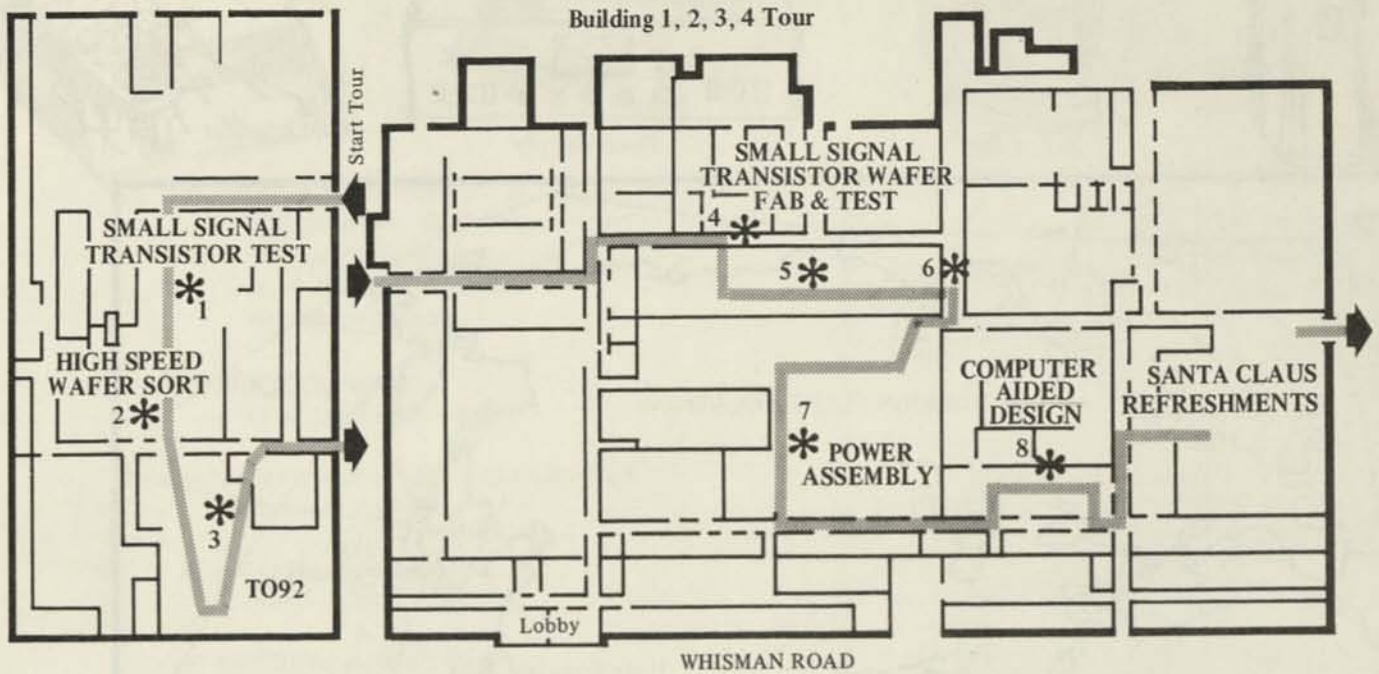 Building 1, 2, 3, 4 Tour
Start Tour
SMALL SIGNAL
TRANSISTOR TEST
1
HIGH SPEED
WAFER SORT
2
3
TO92
SMALL SIGNAL
TRANSISTOR WAFER
FAB & TEST
4
5
6
7
POWER
ASSEMBLY
COMPUTER
AIDED
DESIGN
8
SANTA CLAUS
REFRESHMENTS
Lobby
WHISMAN ROAD